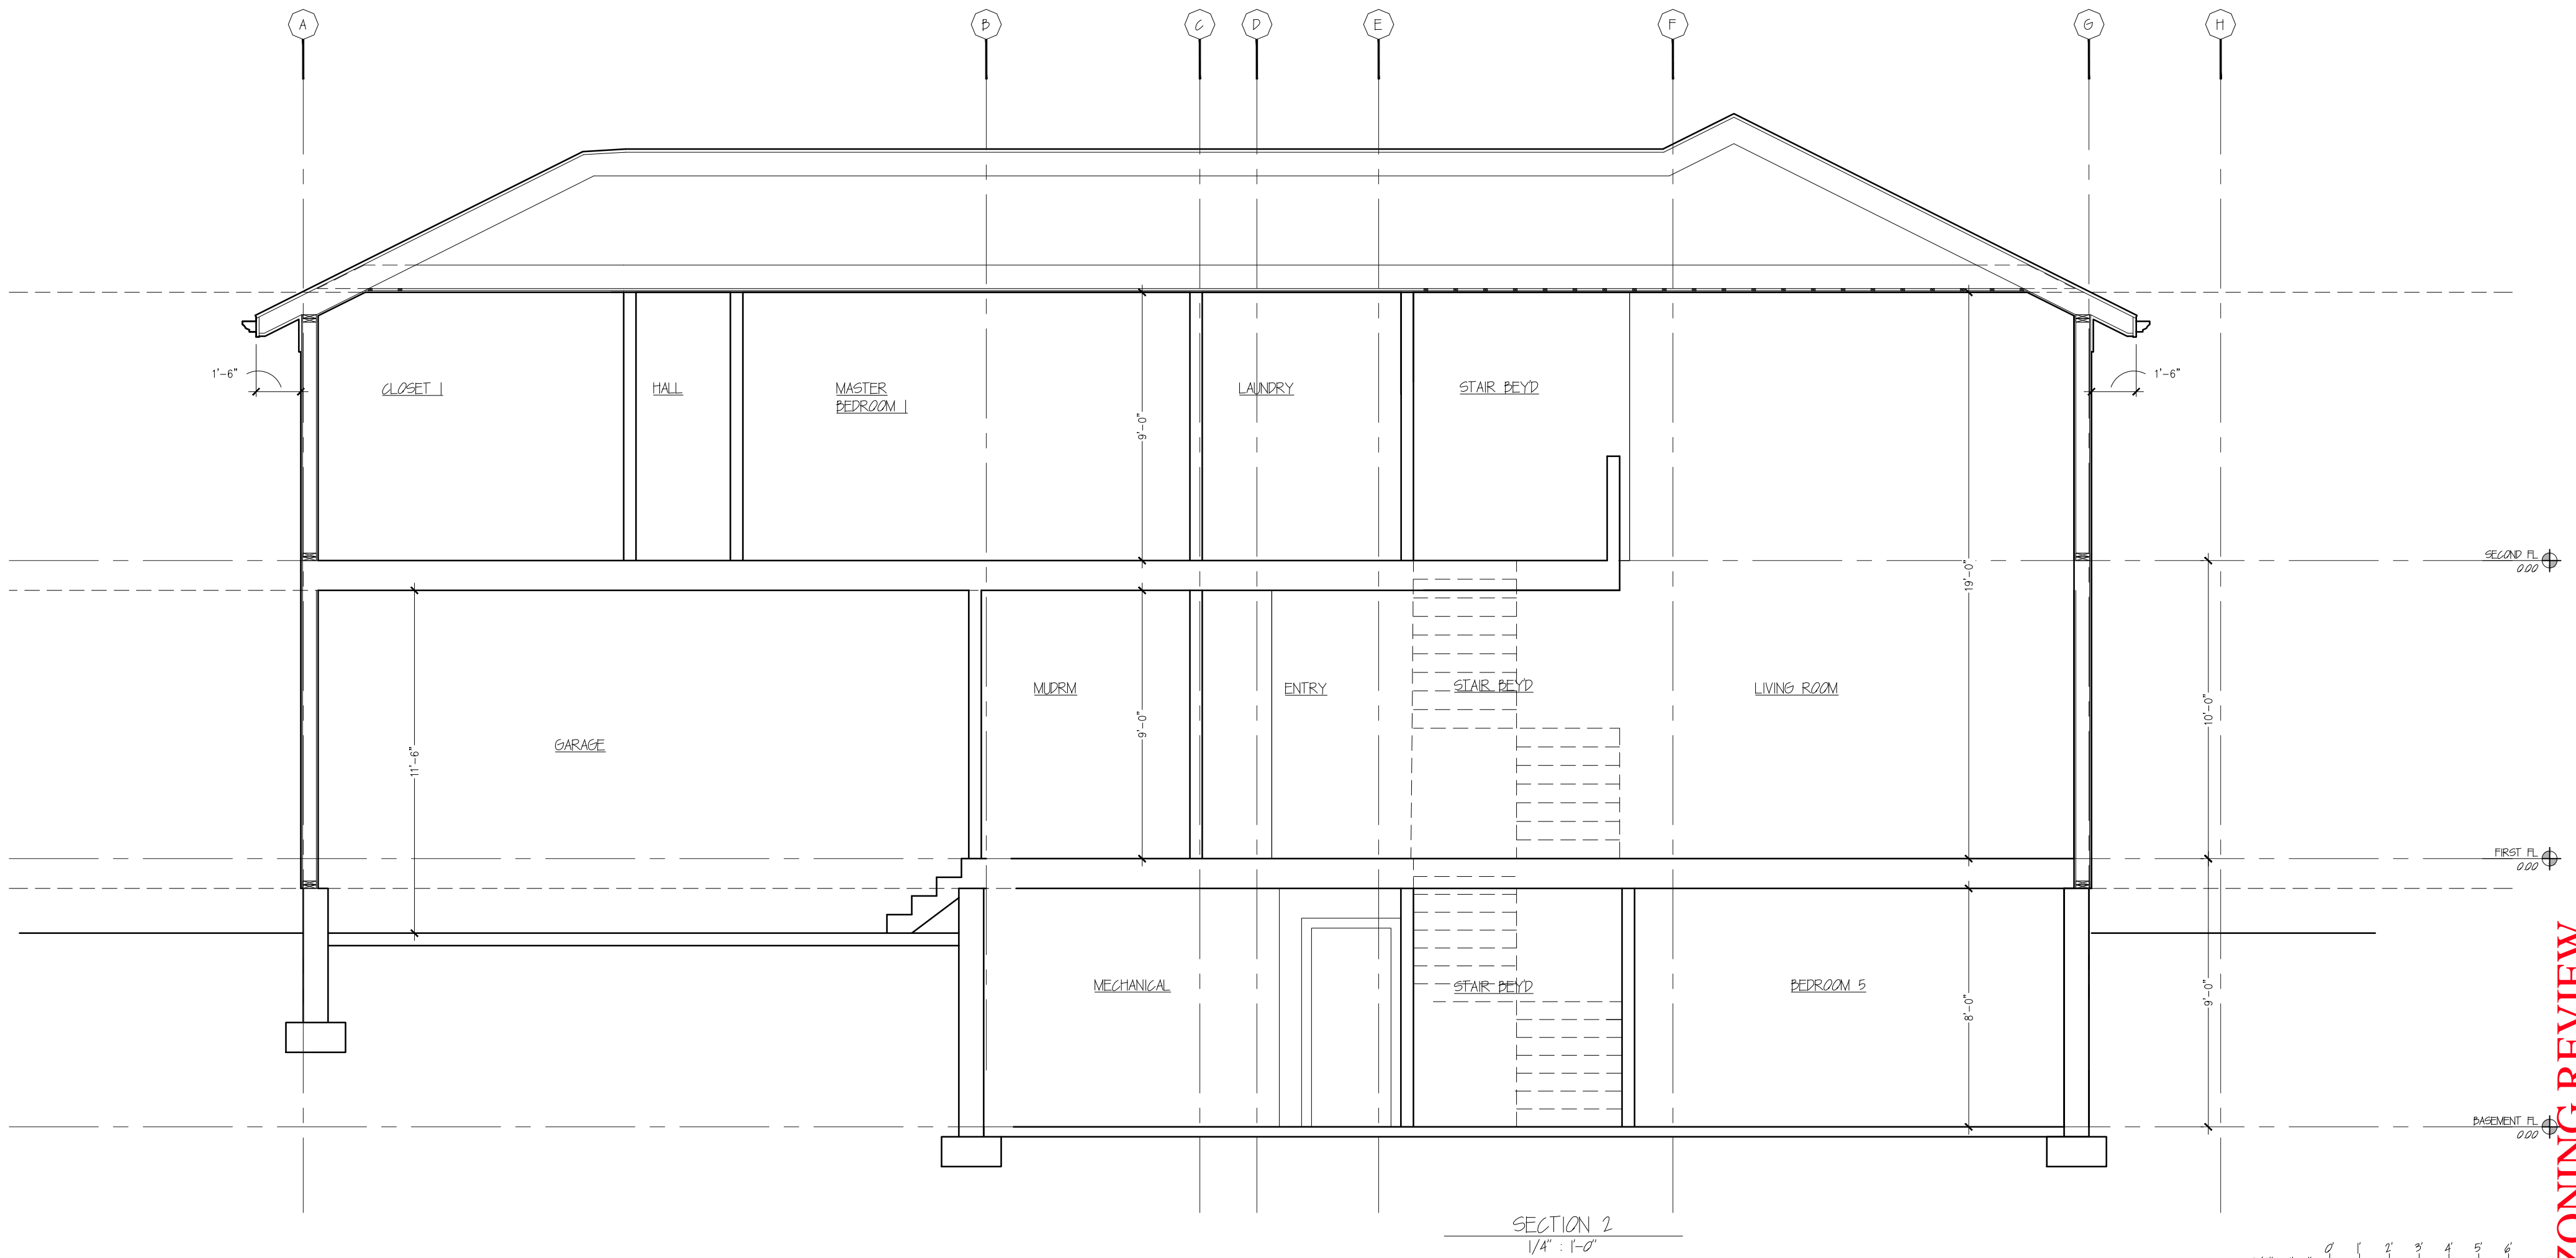 A B C D E F G H
1'-6" 1'-6"
CLOSET 1
HALL
MASTER
BEDROOM 1
9'-0"
LAUNDRY
STAIR BEY'D
SECOND FL
0.00
19'-0"
GARAGE
11'-6"
MUDRM
9'-0"
ENTRY
STAIR BEY'D
LIVING ROOM
10'-0"
FIRST FL
0.00
MECHANICAL
STAIR BEY'D
BEDROOM 5
8'-0"
9'-0"
BASEMENT FL
0.00
SECTION 2
1/4" : 1'-0"
0' 1' 2' 3' 4' 5' 6'
ZONING REVIEW